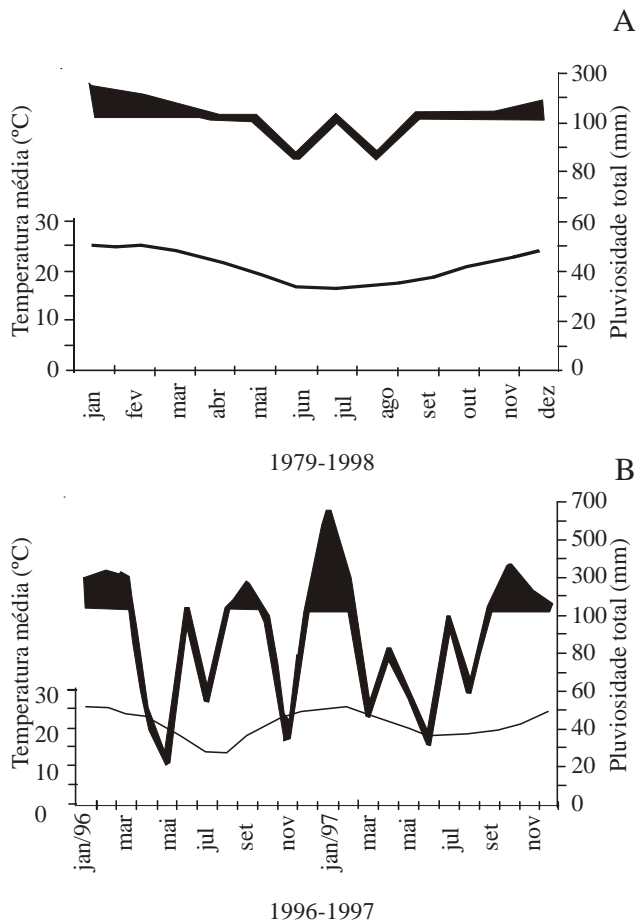 A
Temperatura média (ºC)
30
20
10
0
300
100
80
60
40
20
0
Pluviosidade total (mm)
jan
fev
mar
abr
mai
jun
jul
ago
set
out
nov
dez
1979-1998
B
Temperatura média (ºC)
30
20
10
0
700
500
300
100
80
60
40
20
0
Pluviosidade total (mm)
jan/96
mar
mai
jul
set
nov
jan/97
mar
mai
jul
set
nov
1996-1997